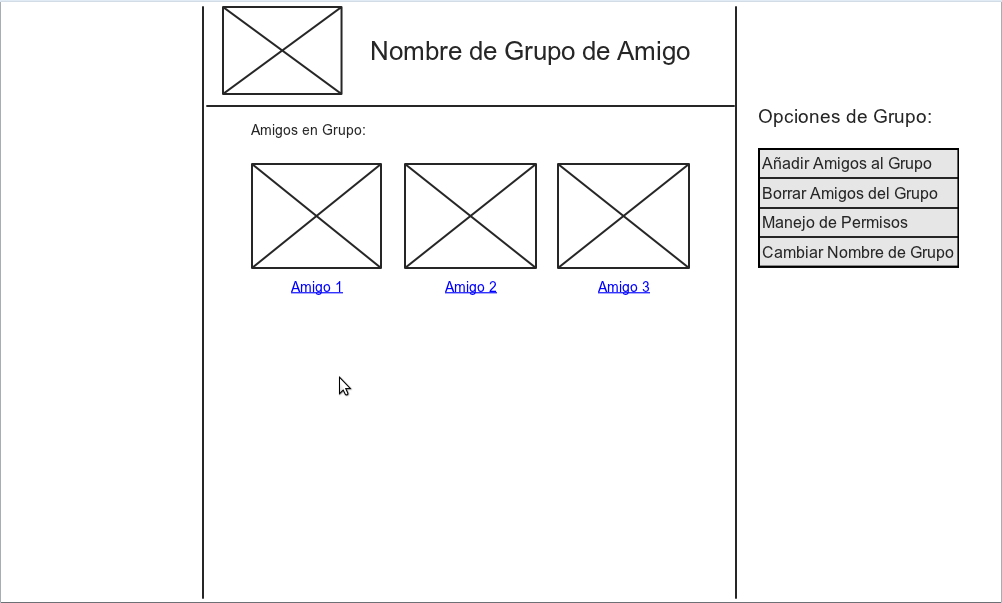 Nombre de Grupo de Amigo
Amigos en Grupo:
Amigo 1
Amigo 2
Amigo 3
Opciones de Grupo:
Añadir Amigos al Grupo
Borrar Amigos del Grupo
Manejo de Permisos
Cambiar Nombre de Grupo